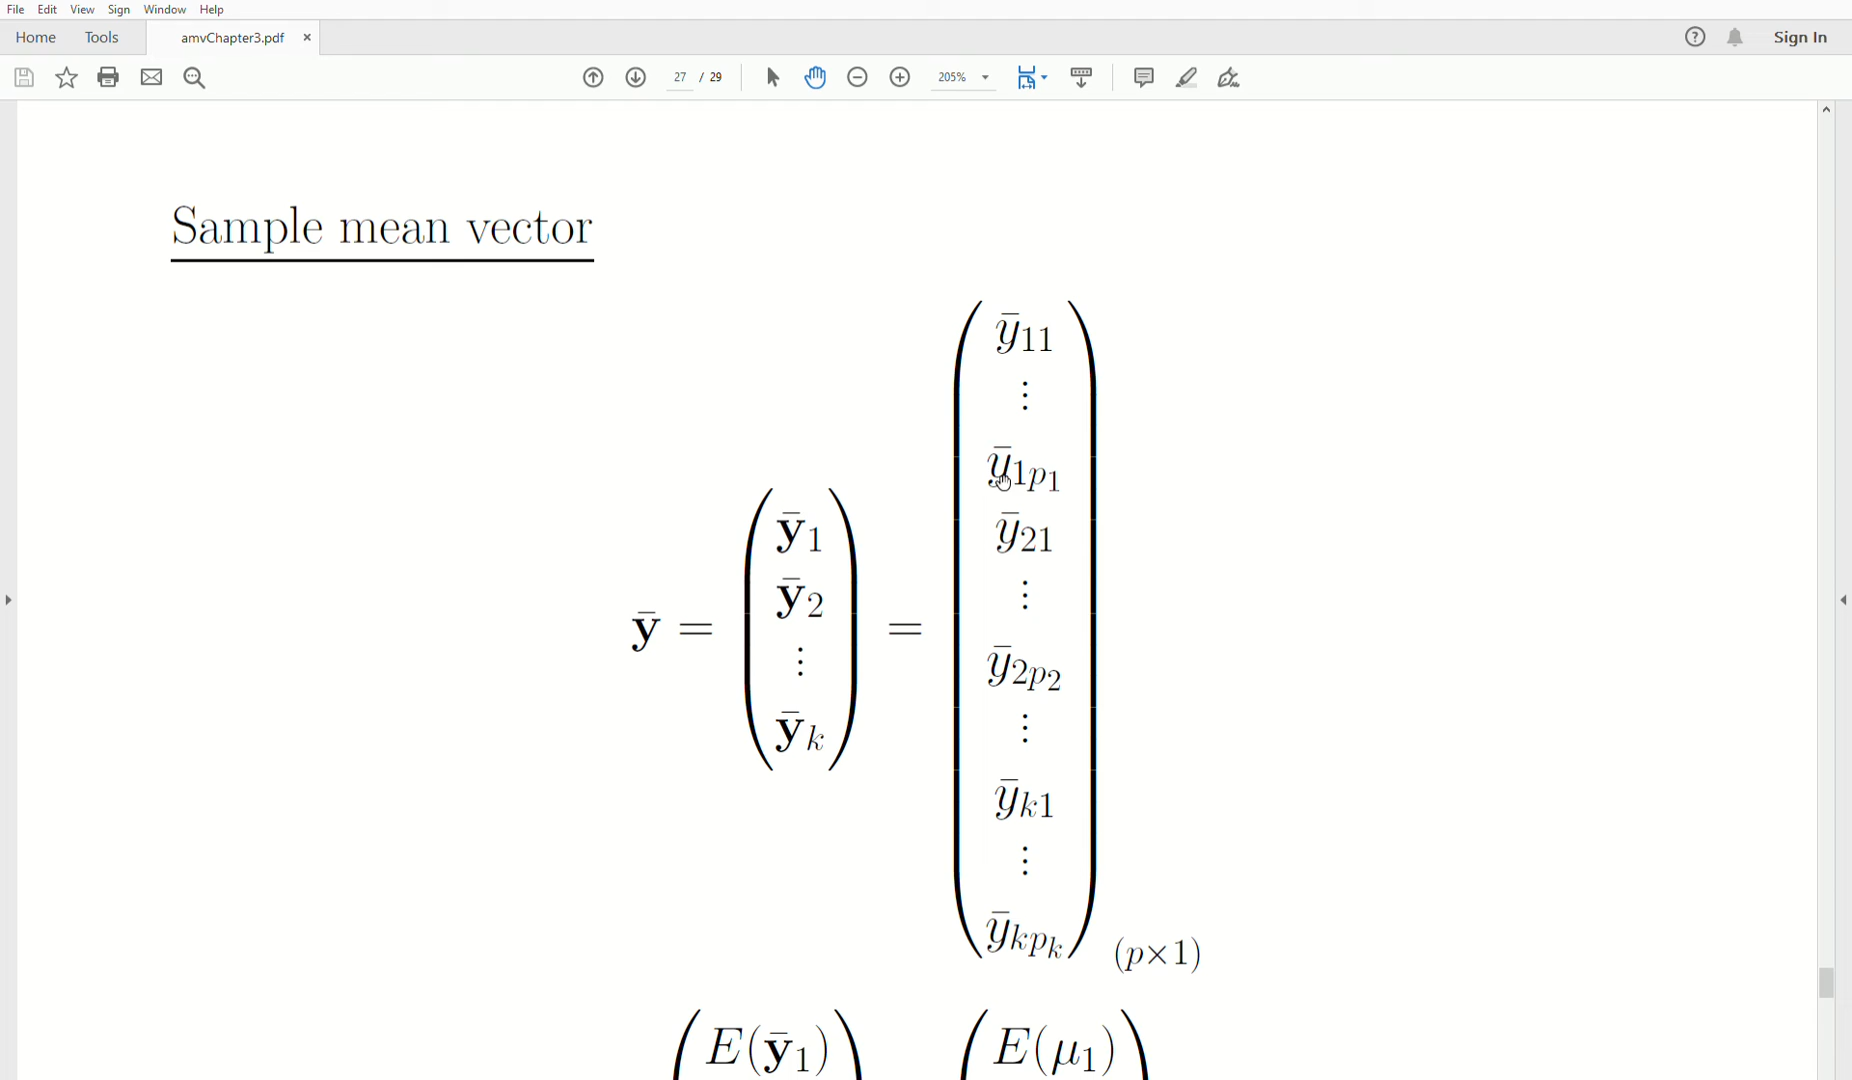 File Edit View Sign Window Help
Home Tools amvChapter3.pdf × Sign In
27 / 29 205%
Sample mean vector
ȳ = (ȳ₁ ȳ₂ ⋮ ȳₖ) = (ȳ₁₁ ⋮ ȳ₁ₚ₁ ȳ₂₁ ⋮ ȳ₂ₚ₂ ⋮ ȳₖ₁ ⋮ ȳₖₚₖ) (p×1)
(E(ȳ₁) (E(μ₁)